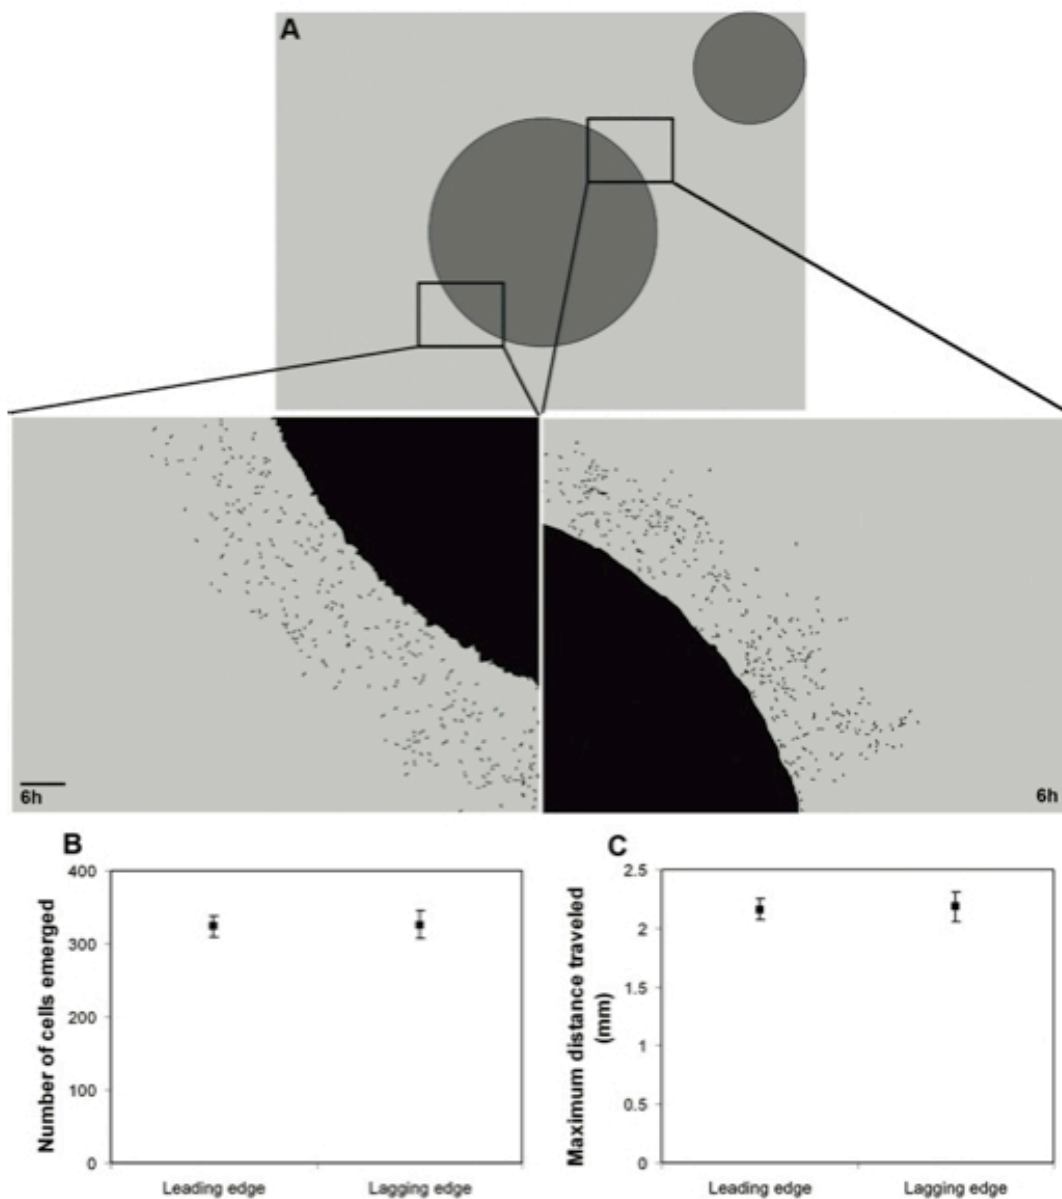 A
6h
6h
B
400
300
200
100
0
Number of cells emerged
Leading edge
Lagging edge
C
2.5
2
1.5
1
0.5
0
Maximum distance traveled
(mm)
Leading edge
Lagging edge